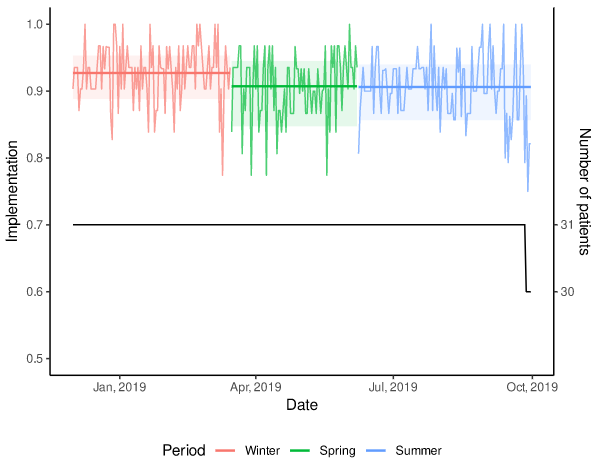 1.0
0.9
0.8
0.7
0.6
0.5
Implementation
31
30
Number of patients
Jan, 2019
Apr, 2019
Jul, 2019
Oct, 2019
Date
Period
Winter
Spring
Summer